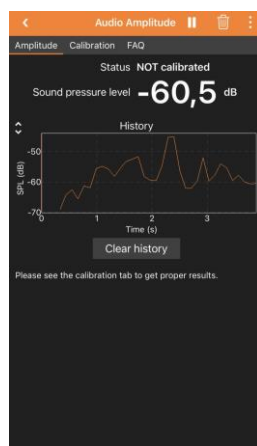 Audio Amplitude
Amplitude Calibration FAQ
Status NOT calibrated
Sound pressure level -60,5 dB
History
SPL (dB)
-50
-60
-70
0 1 2 3
Time (s)
Clear history
Please see the calibration tab to get proper results.